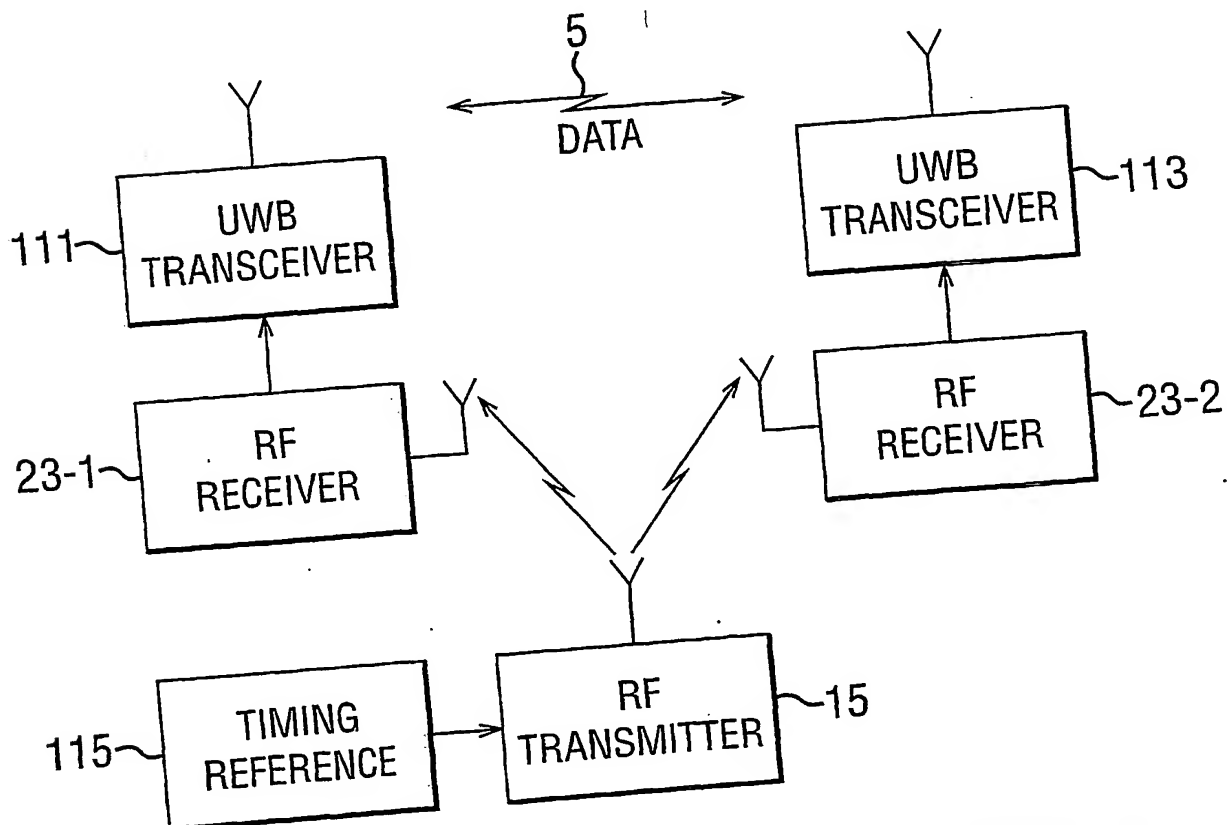 5
DATA
UWB
TRANSCEIVER
111
UWB
TRANSCEIVER
113
RF
RECEIVER
23-1
RF
RECEIVER
23-2
TIMING
REFERENCE
115
RF
TRANSMITTER
15